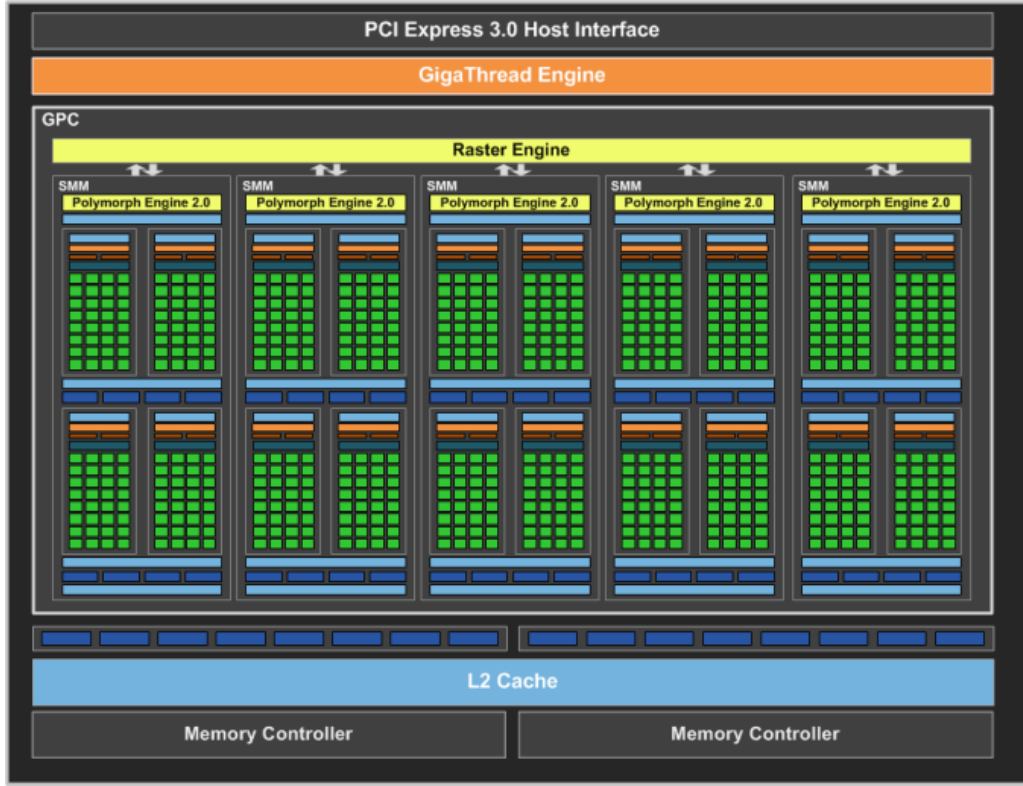 PCI Express 3.0 Host Interface
GigaThread Engine
GPC
Raster Engine
SMM
SMM
SMM
SMM
SMM
Polymorph Engine 2.0
Polymorph Engine 2.0
Polymorph Engine 2.0
Polymorph Engine 2.0
Polymorph Engine 2.0
L2 Cache
Memory Controller
Memory Controller